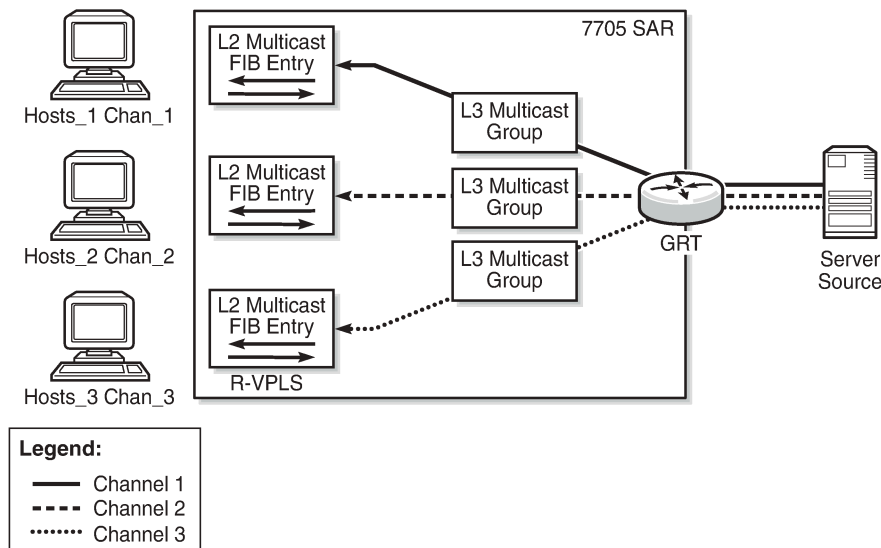 7705 SAR
L2 Multicast
FIB Entry
Hosts_1 Chan_1
L3 Multicast
Group
L2 Multicast
FIB Entry
L3 Multicast
Group
Hosts_2 Chan_2
GRT
L3 Multicast
Group
Server
Source
L2 Multicast
FIB Entry
R-VPLS
Hosts_3 Chan_3
Legend:
Channel 1
Channel 2
Channel 3